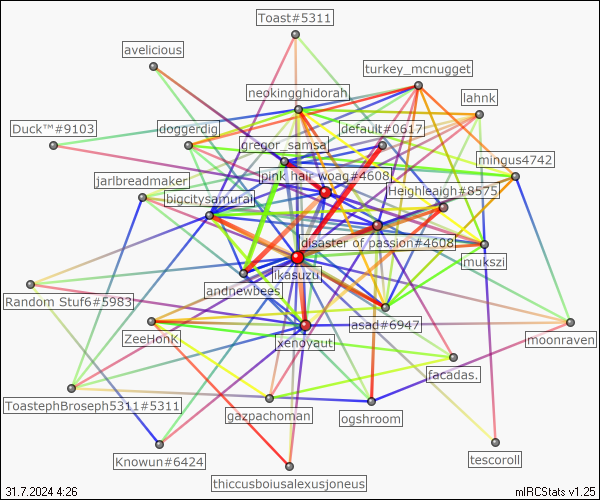 Toast#5311
avelicious
turkey_mcnugget
neokingghidorah
lahnk
Duck™#9103
doggerdig
default#0617
gregor_samsa
mingus4742
pink hair woag#4608
jarlbreadmaker
Heighleaigh#8575
bigcitysamurai
disaster of passion#4608
mukszi
ikasuzu
andnewbees
Random Stuf6#5983
asad#6947
ZeeHonK
xenoyaut
moonraven
facadas.
ToastephBroseph5311#5311
gazpachoman
ogshroom
Knowun#6424
tescoroll
thiccusboiusalexusjoneus
31.7.2024 4:26
mIRCStats v1.25